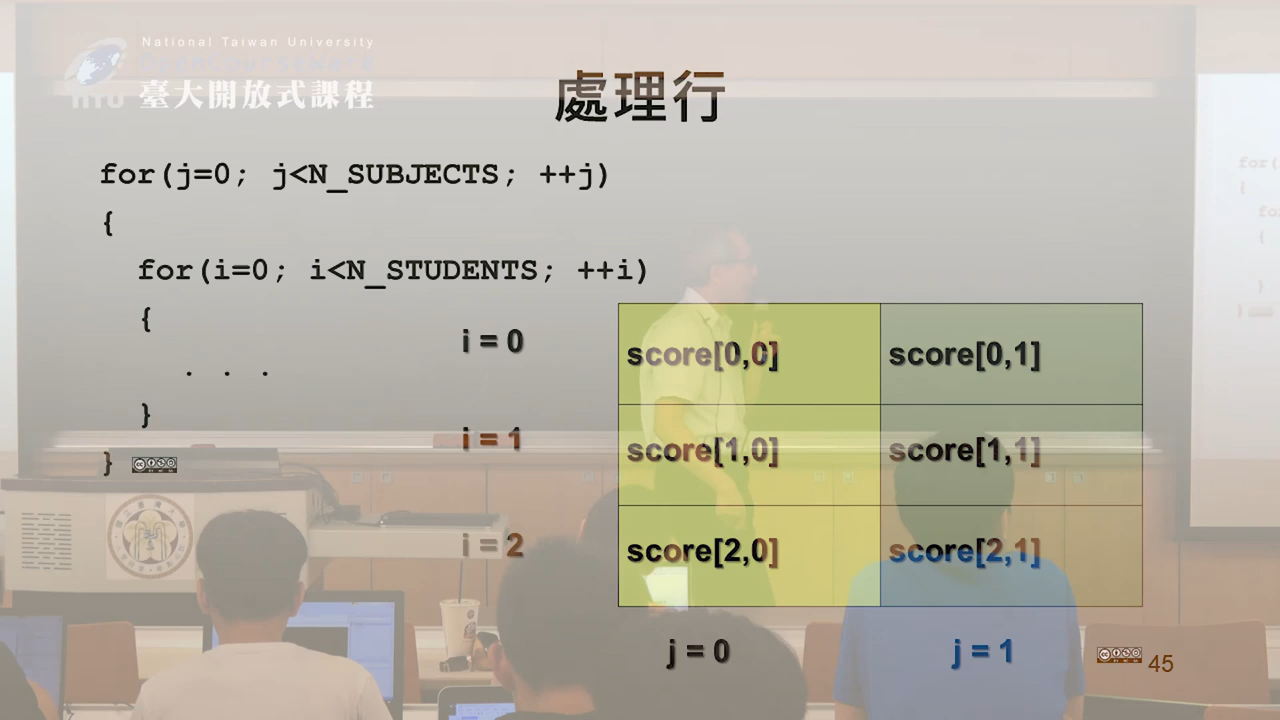 National Taiwan University
臺大開放式課程
處理行
for(j=0; j<N_SUBJECTS; ++j)
{
for(i=0; i<N_STUDENTS; ++i)
{
. . .
}
}
i = 0
i = 1
i = 2
score[0,0] score[0,1]
score[1,0] score[1,1]
score[2,0] score[2,1]
j = 0 j = 1
45